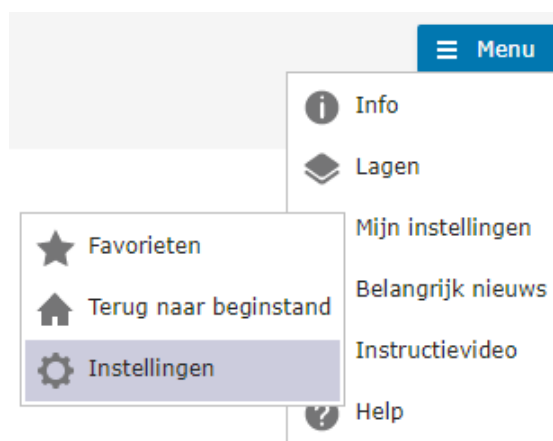 Menu
Info
Lagen
Mijn instellingen
Belangrijk nieuws
Instructievideo
Help
Favorieten
Terug naar beginstand
Instellingen